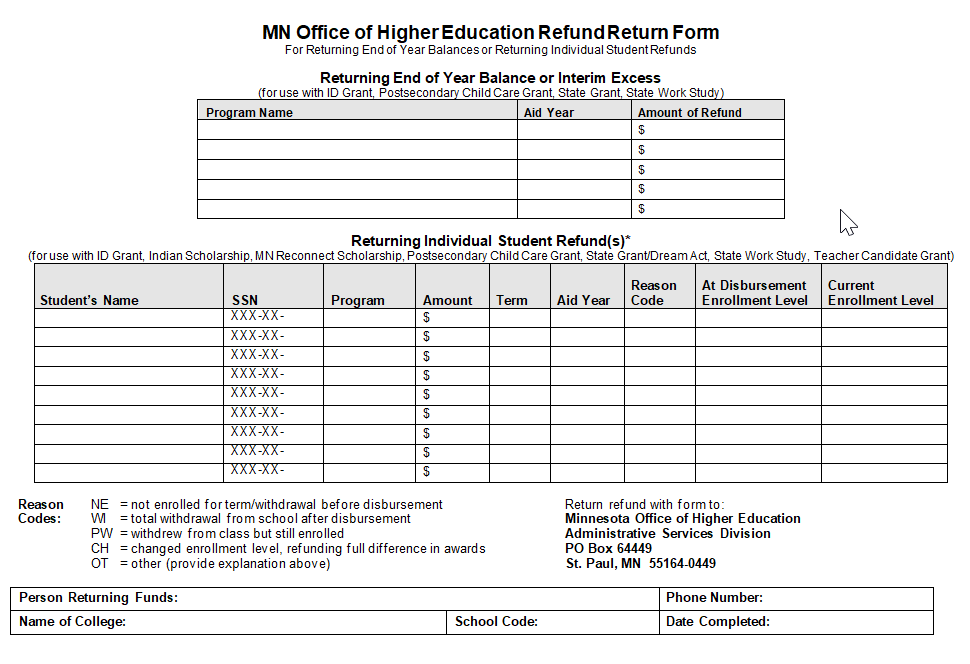 MN Office of Higher Education Refund Return Form
For Returning End of Year Balances or Returning Individual Student Refunds
Returning End of Year Balance or Interim Excess
(for use with ID Grant, Postsecondary Child Care Grant, State Grant, State Work Study)
Program Name Aid Year Amount of Refund
$
$
$
$
$
Returning Individual Student Refund(s)*
(for use with ID Grant, Indian Scholarship, MN Reconnect Scholarship, Postsecondary Child Care Grant, State Grant/Dream Act, State Work Study, Teacher Candidate Grant)
Student's Name SSN Program Amount Term Aid Year Reason Code At Disbursement Enrollment Level Current Enrollment Level
XXX-XX- $
XXX-XX- $
XXX-XX- $
XXX-XX- $
XXX-XX- $
XXX-XX- $
XXX-XX- $
XXX-XX- $
XXX-XX- $
Reason Codes:
NE = not enrolled for term/withdrawal before disbursement
WI = total withdrawal from school after disbursement
PW = withdrew from class but still enrolled
CH = changed enrollment level, refunding full difference in awards
OT = other (provide explanation above)
Return refund with form to:
Minnesota Office of Higher Education
Administrative Services Division
PO Box 64449
St. Paul, MN 55164-0449
Person Returning Funds: Phone Number:
Name of College: School Code: Date Completed: